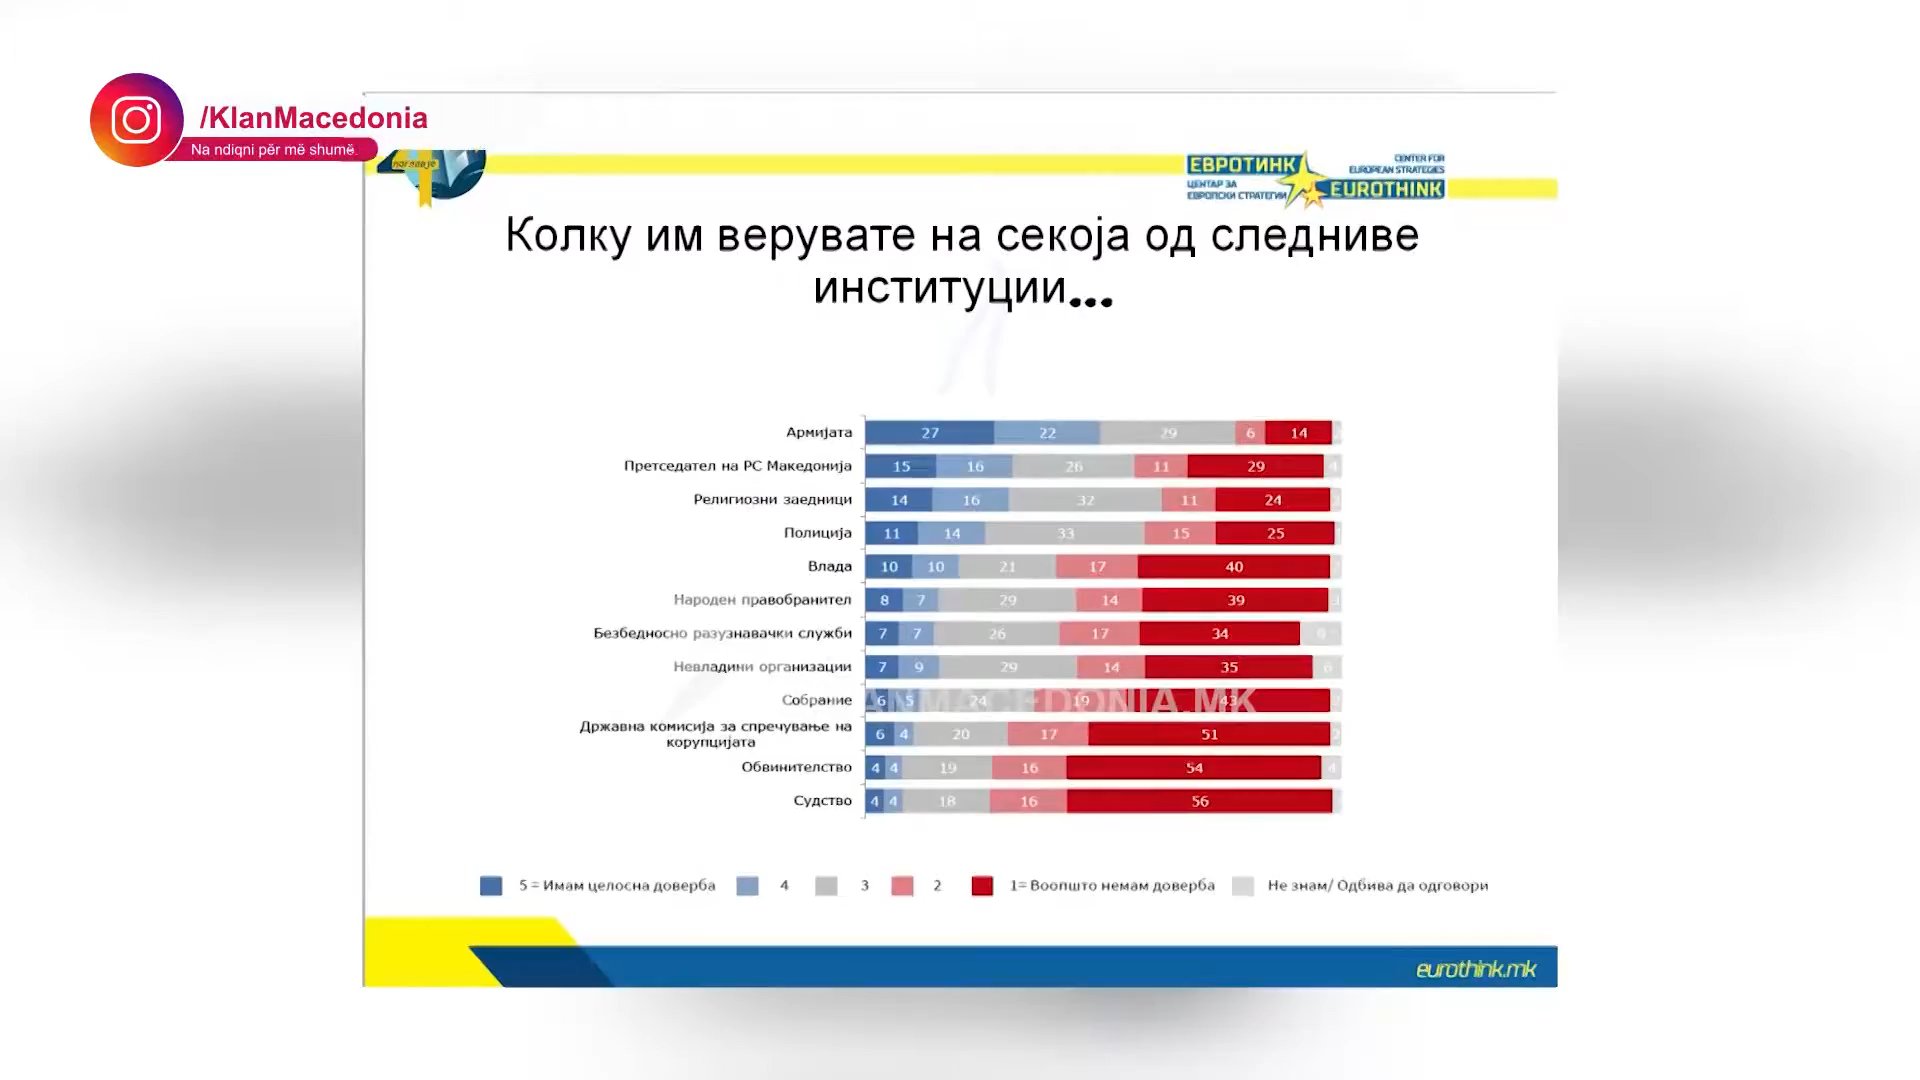 /KlanMacedonia
Na ndiqni për më shumë.
ЕВРОТИНК
ЦЕНТАР ЗА
ЕВРОПСКИ СТРАТЕГИИ
CENTER FOR
EUROPEAN STRATEGIES
EUROTHINK
Колку им верувате на секоја од следниве
институции...
Армијата 27 22 29 6 14
Претседател на РС Македонија 15 16 26 11 29 4
Религиозни заедници 14 16 32 11 24
Полиција 11 14 33 15 25
Влада 10 10 21 17 40
Народен правобранител 8 7 29 14 39
Безбедносно разузнавачки служби 7 7 26 17 34
Невладини организации 7 9 29 14 35 6
Собрание 6 5 24 19 43
ANMACEDONIA.MK
Државна комисија за спречување на
корупцијата 6 4 20 17 51 2
Обвинителство 4 4 19 16 54 4
Судство 4 4 18 16 56
5 = Имам целосна доверба 4 3 2 1= Воопшто немам доверба Не знам/ Одбива да одговори
eurothink.mk